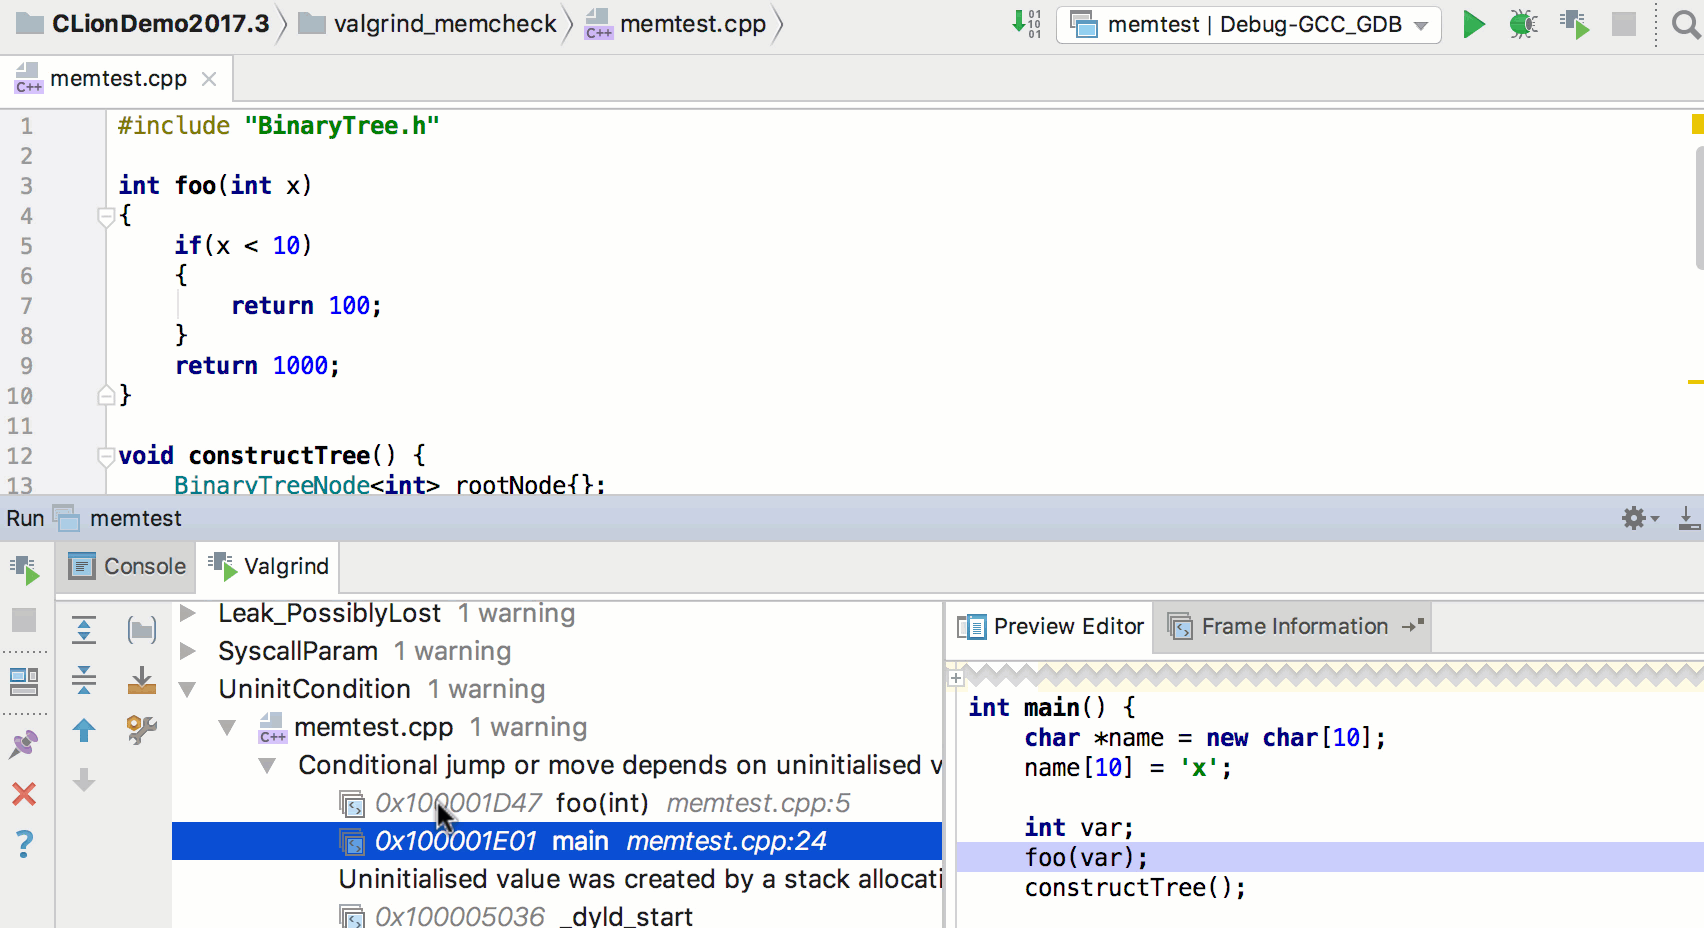 CLionDemo2017.3 valgrind_memcheck memtest.cpp memtest | Debug-GCC_GDB
memtest.cpp
1 #include "BinaryTree.h"
2
3 int foo(int x)
4 {
5 if(x < 10)
6 {
7 return 100;
8 }
9 return 1000;
10 }
11
12 void constructTree() {
13 BinaryTreeNode<int> rootNode{};
Run memtest
Console Valgrind
Leak_PossiblyLost 1 warning
SyscallParam 1 warning
UninitCondition 1 warning
C++ memtest.cpp 1 warning
Conditional jump or move depends on uninitialised v
0x100001D47 foo(int) memtest.cpp:5
0x100001E01 main memtest.cpp:24
Uninitialised value was created by a stack allocati
0x100005036 _dyld_start
Preview Editor Frame Information
int main() {
char *name = new char[10];
name[10] = 'x';
int var;
foo(var);
constructTree();